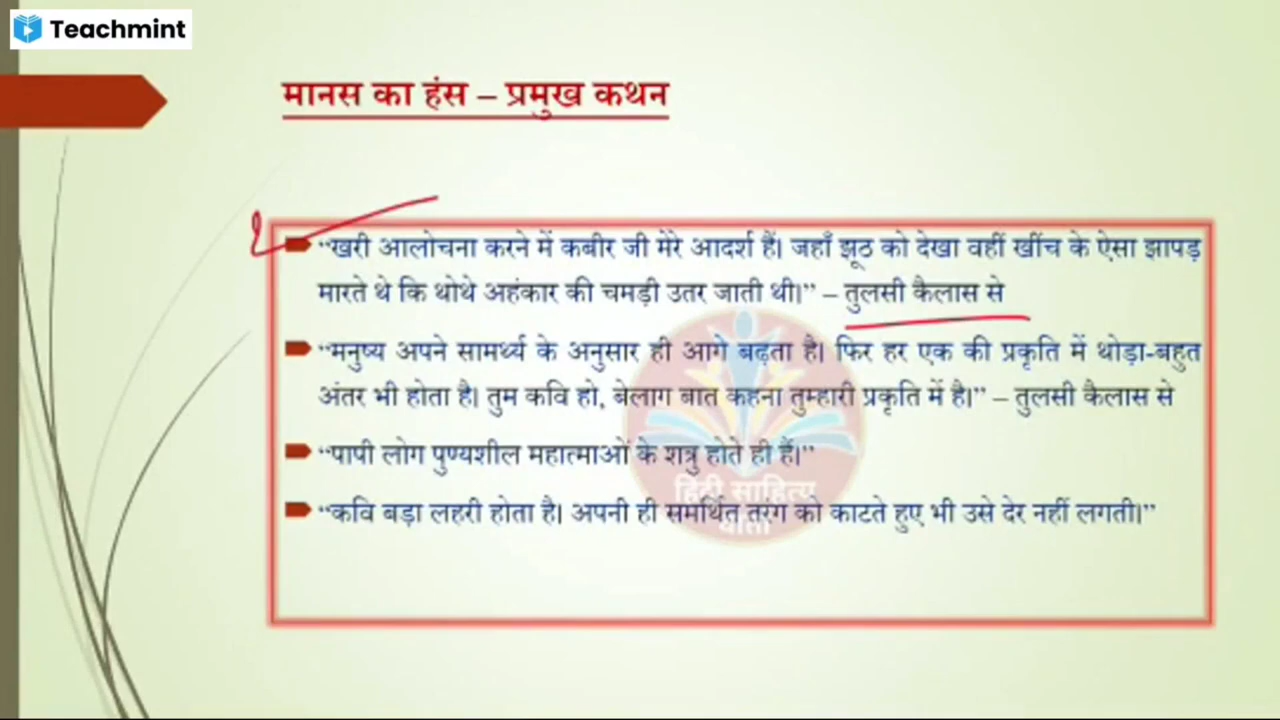 Teachmint
मानस का हंस – प्रमुख कथन
“खरी आलोचना करने में कबीर जी मेरे आदर्श हैं। जहाँ झूठ को देखा वहीं खींच के ऐसा झापड़
मारते थे कि थोथे अहंकार की चमड़ी उतर जाती थी।” – तुलसी कैलास से
“मनुष्य अपने सामर्थ्य के अनुसार ही आगे बढ़ता है। फिर हर एक की प्रकृति में थोड़ा-बहुत
अंतर भी होता है। तुम कवि हो, बेलाग बात कहना तुम्हारी प्रकृति में है।” – तुलसी कैलास से
“पापी लोग पुण्यशील महात्माओं के शत्रु होते ही हैं।”
“कवि बड़ा लहरी होता है। अपनी ही समर्थित तरंग को काटते हुए भी उसे देर नहीं लगती।”
हिंदी साहित्य